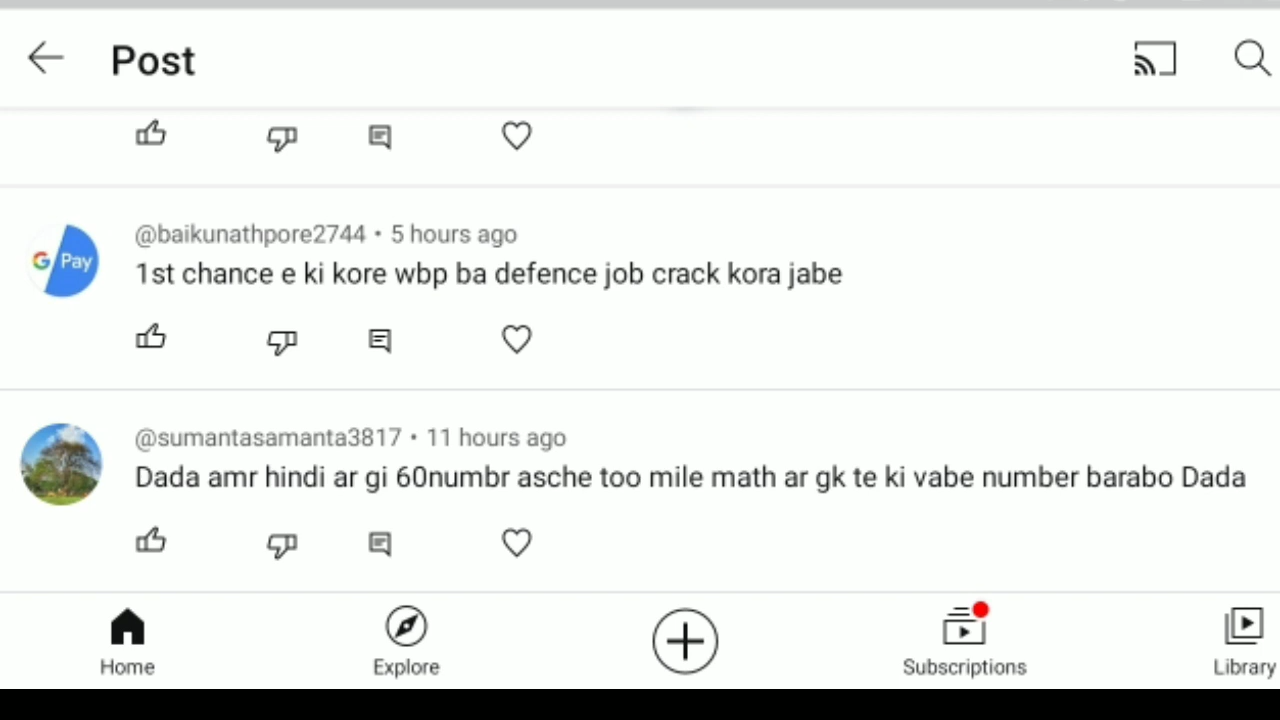 Post
G Pay
@baikunathpore2744 • 5 hours ago
1st chance e ki kore wbp ba defence job crack kora jabe
@sumantasamanta3817 • 11 hours ago
Dada amr hindi ar gi 60numbr asche too mile math ar gk te ki vabe number barabo Dada
Home Explore Subscriptions Library